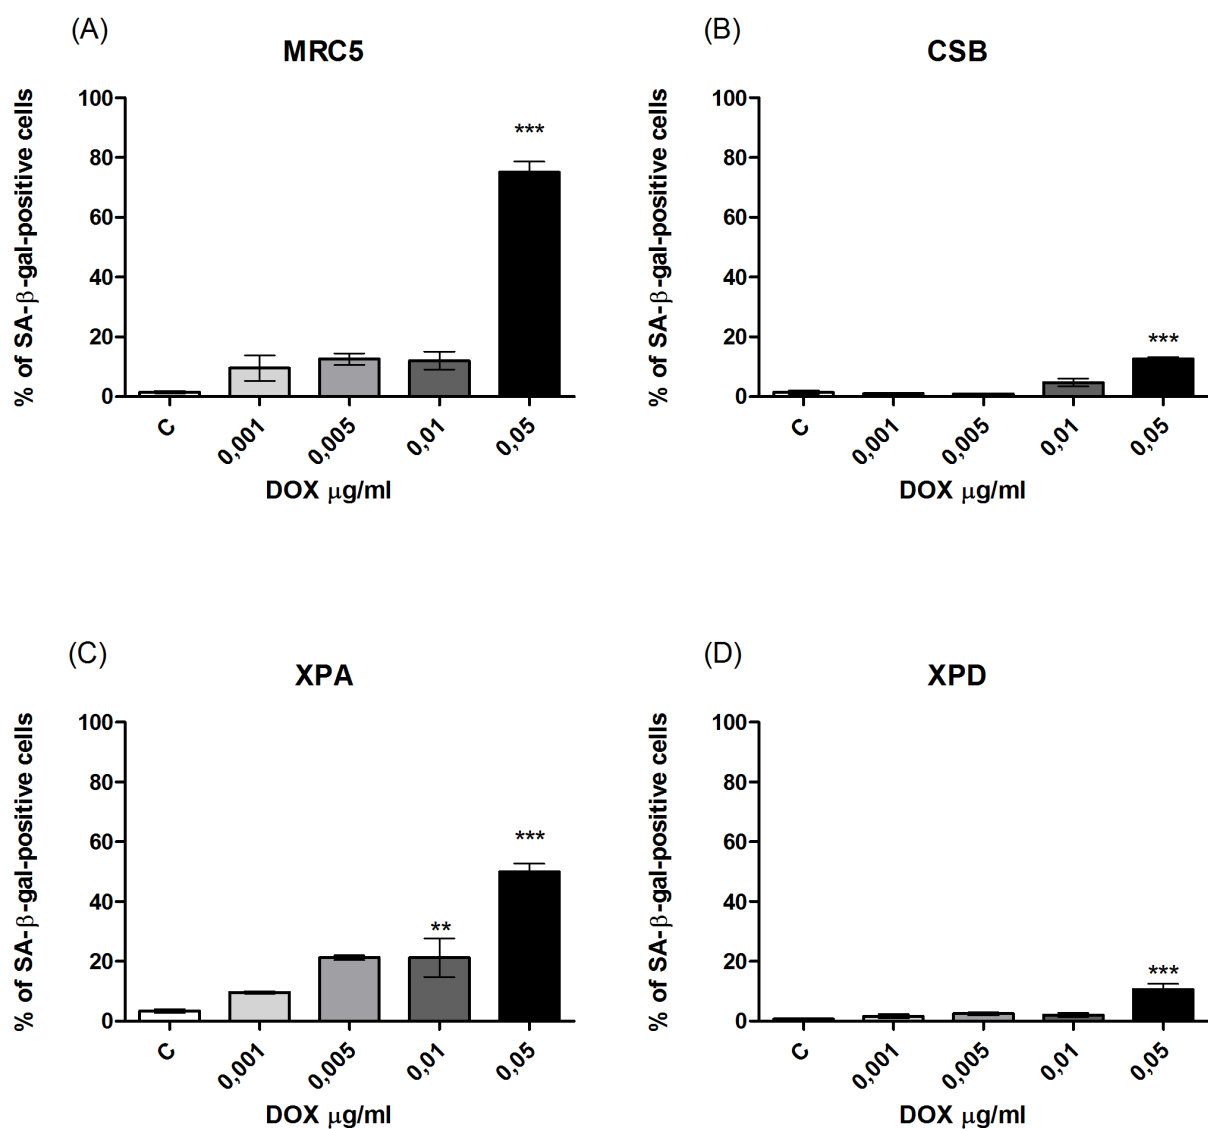 (A)
MRC5
% of SA-β-gal-positive cells
100
80
60
40
20
0
***
C
0,001
0,005
0,01
0,05
DOX μg/ml
(B)
CSB
% of SA-β-gal-positive cells
100
80
60
40
20
0
***
C
0,001
0,005
0,01
0,05
DOX μg/ml
(C)
XPA
% of SA-β-gal-positive cells
100
80
60
40
20
0
**
***
C
0,001
0,005
0,01
0,05
DOX μg/ml
(D)
XPD
% of SA-β-gal-positive cells
100
80
60
40
20
0
***
C
0,001
0,005
0,01
0,05
DOX μg/ml